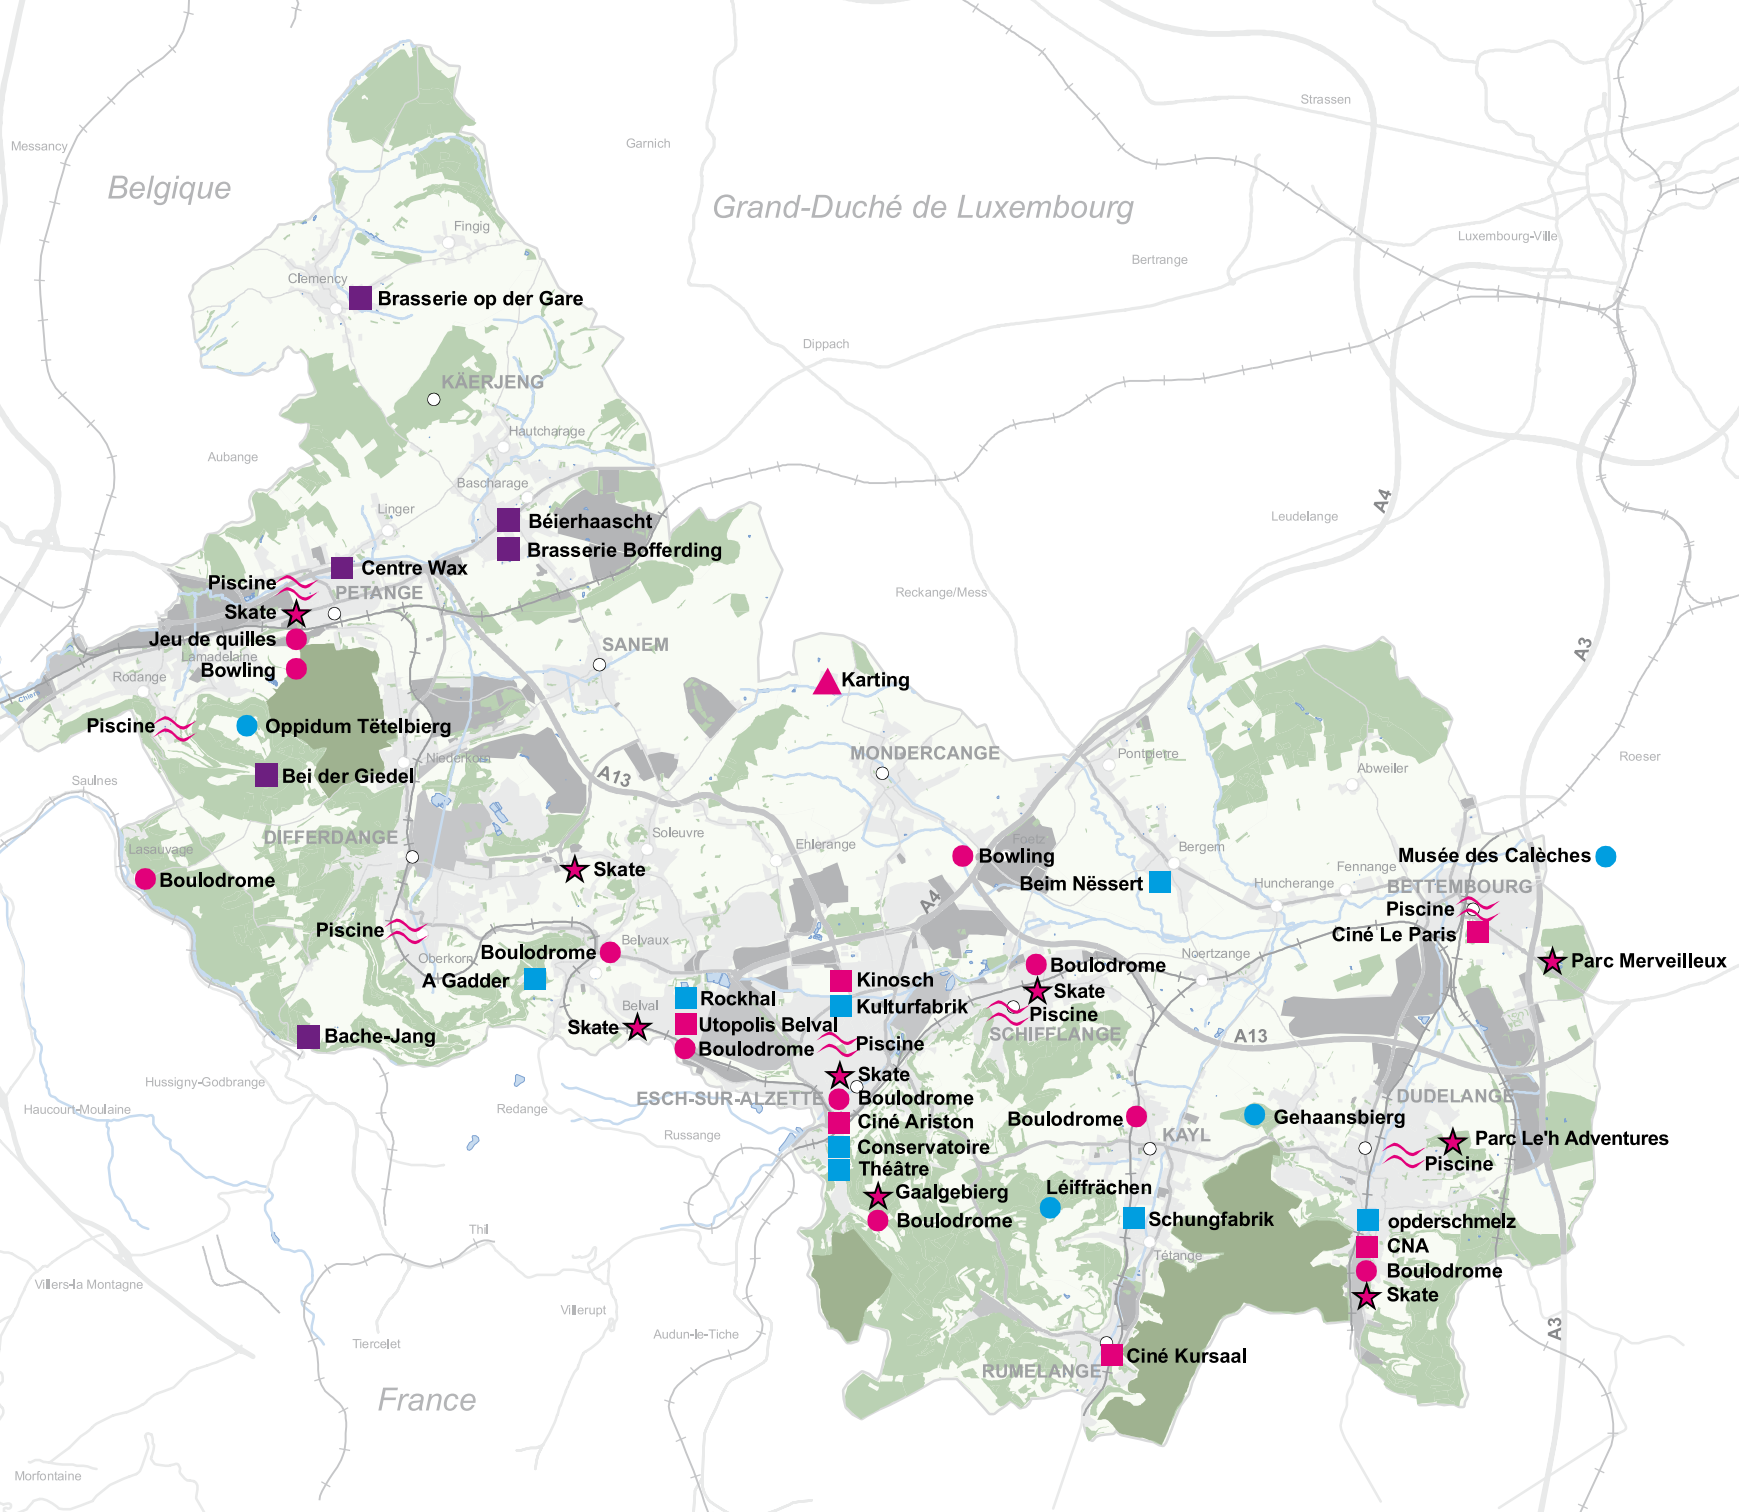 Strassen
Messancy
Garnich
Belgique
Grand-Duché de Luxembourg
Fingig
Luxembourg-Ville
Bertrange
Clemency
Brasserie op der Gare
Dippach
KÄERJENG
Hautcharage
Aubange
Bascharage
A4
Linger
Leudelange
Béierhaascht
Brasserie Bofferding
Centre Wax
Piscine
PETANGE
Reckange/Mess
Skate
Jeu de quilles
SANEM
A3
Lamadelaine
Bowling
Rodange
Karting
Chiers
Piscine
Oppidum Tëtelbierg
MONDERCANGE
Pontpierre
Roeser
Niederkorn
Abweiler
Saulnes
Bei der Giedel
A13
DIFFERDANGE
Soleuvre
Ehlerange
Foetz
Bergem
Lasauvage
Bowling
Musée des Calèches
Skate
Fennange
Boulodrome
Beim Nëssert
Huncherange
BETTEMBOURG
A4
Piscine
Piscine
Ciné Le Paris
Belvaux
Boulodrome
Noertzange
Oberkorn
Boulodrome
Parc Merveilleux
A Gadder
Kinosch
Skate
Rockhal
Belval
Kulturfabrik
Piscine
Skate
Utopolis Belval
SCHIFFLANGE
Bache-Jang
A13
Piscine
Boulodrome
Skate
Hussigny-Godbrange
ESCH-SUR-ALZETTE
Boulodrome
DUDELANGE
Haucourt-Moulaine
Redange
Ciné Ariston
Boulodrome
Gehaansbierg
Russange
KAYL
Parc Le'h Adventures
Conservatoire
Piscine
Théâtre
Léiffrächen
Gaalgebierg
Boulodrome
Schungfabrik
opderschmelz
Thil
CNA
Tétange
Boulodrome
Villers-la Montagne
Skate
Villerupt
A3
Audun-le-Tiche
Tiercelet
Ciné Kursaal
RUMELANGE
France
Morfontaine